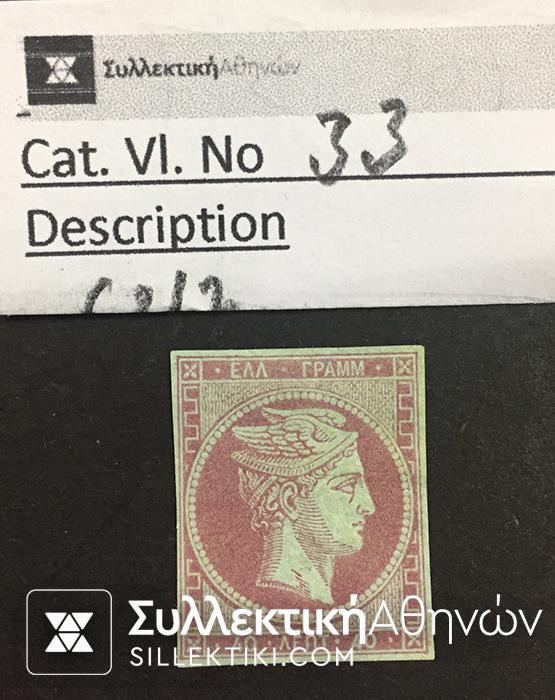 ΣυλλεκτικήΑθηνών
Cat. Vl. No 33
Description
ΕΛΛ · ΓΡΑΜΜ
ΣυλλεκτικήΑθηνών
SILLEKTIKI.COM